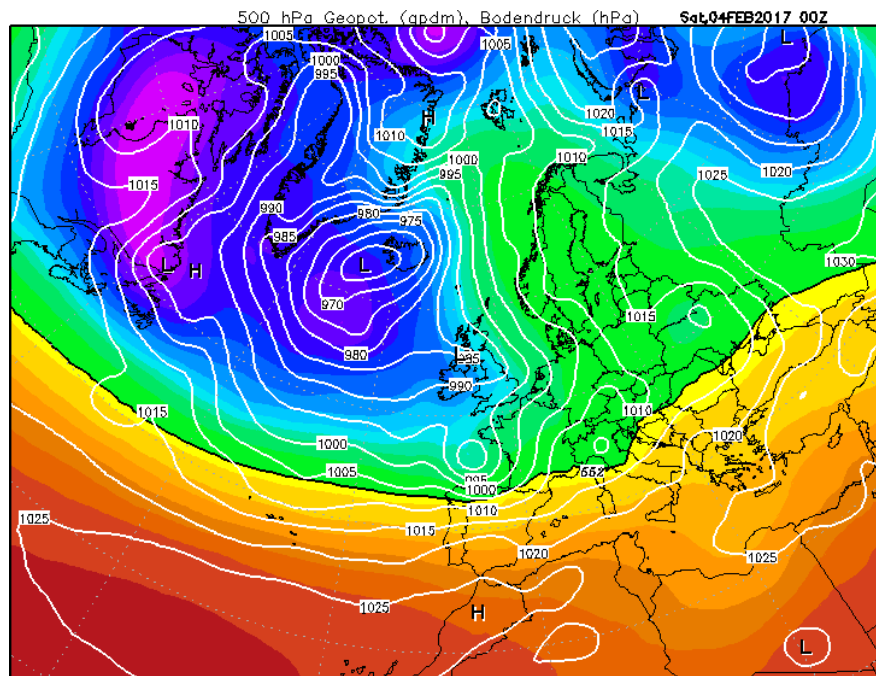 500 hPa Geopot. (gpdm), Bodendruck (hPa) Sat,04FEB2017 00Z
1005 1005 L
1000
995 L
1020
1010 1010 H 1015
1000 1010 1020
1015 995 1025
990 980 975
985
L H L 1030
970
1015
980 985
990
1015 1010
1000 1020
1005 995 552
1000
1025 1010
1015
1020 1025
1025
H
L